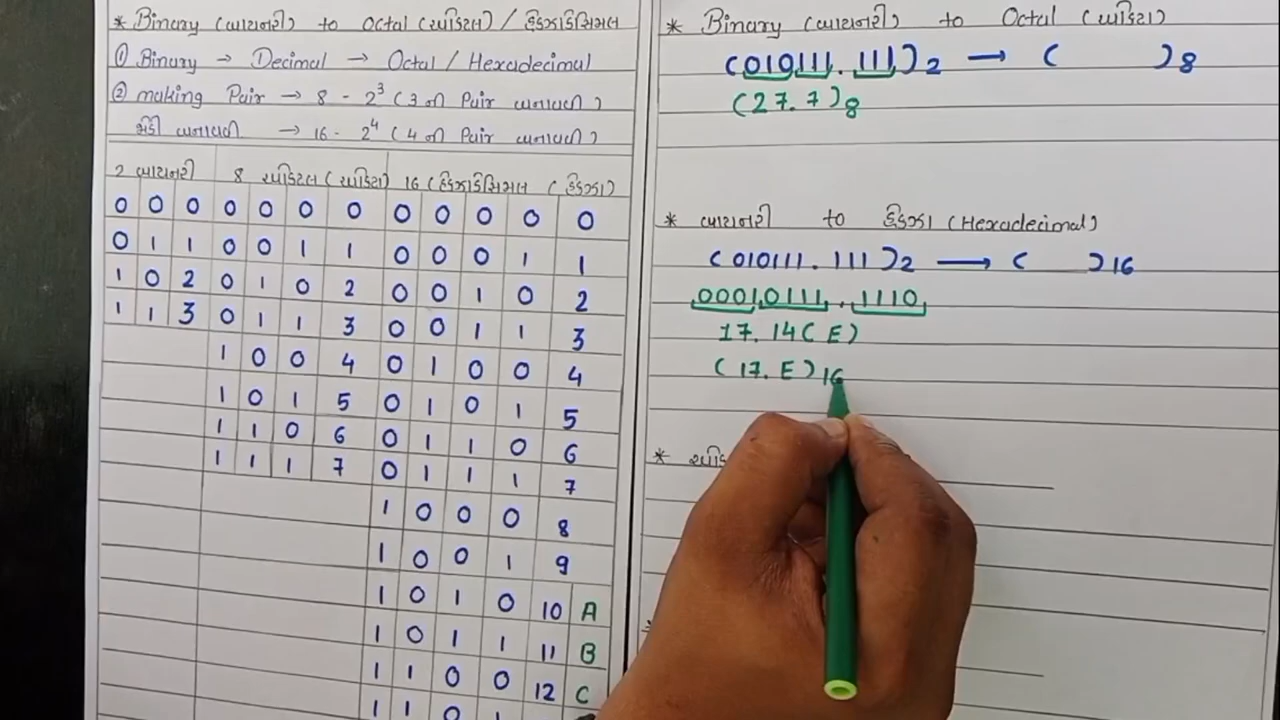 * Binary (બાયનરી) to Octal (ઓક્ટલ) / હેક્ઝાડેસિમલ
① Binary → Decimal → Octal / Hexadecimal
② making Pair → 8 - 2³ (3 ની Pair બનાવવી)
બનાવવી → 16 - 2⁴ (4 ની Pair બનાવવી)
2 બાયનરી 8 16
0 0 0 0 0 0 0 0 0 0 0 0
0 1 1 0 0 1 1 0 0 0 1 1
1 0 2 0 1 0 2 0 0 1 0 2
1 1 3 0 1 1 3 0 0 1 1 3
1 0 0 4 0 1 0 0 4
1 0 1 5 0 1 0 1 5
1 1 0 6 0 1 1 0 6
1 1 1 7 0 1 1 1 7
1 0 0 0 8
1 0 0 1 9
1 0 1 0 10 A
1 0 1 1 11 B
1 1 0 0 12 C
1 1 0
* Binary (બાયનરી) to Octal
(010111.111)2 → ( )8
(27.7)8
* બાયનરી to હેક્ઝા (Hexadecimal)
(010111.111)2 → ( )16
00010111.1110
17.14(E)
(17.E)16
*